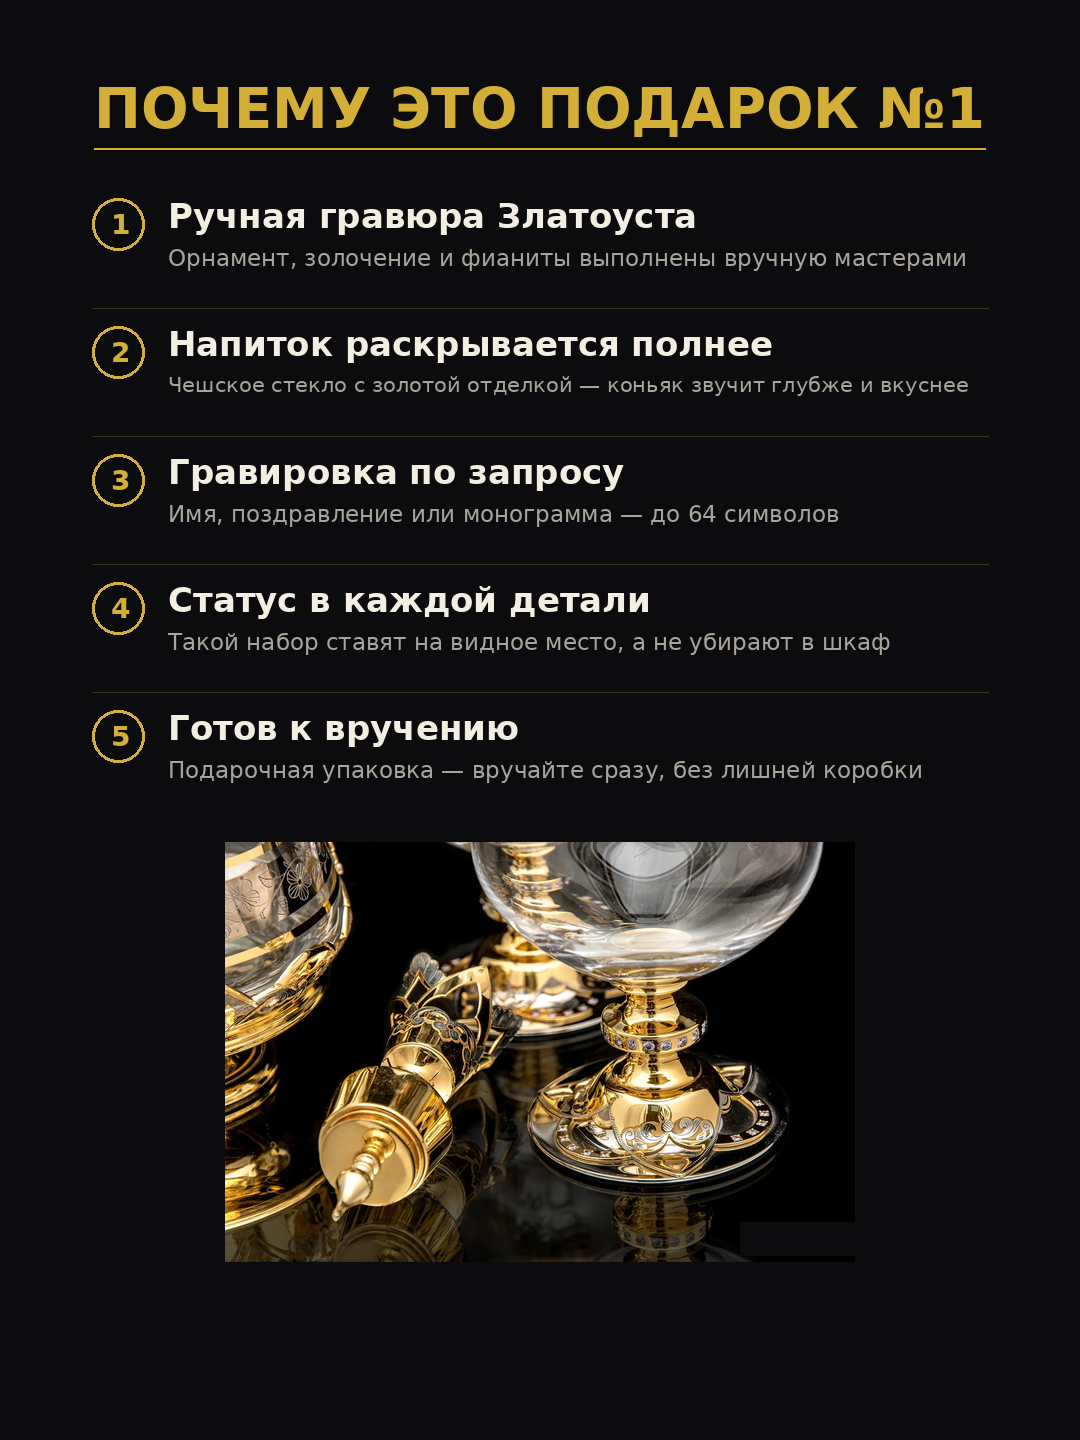 ПОЧЕМУ ЭТО ПОДАРОК №1
1
Ручная гравюра Златоуста
Орнамент, золочение и фианиты выполнены вручную мастерами
2
Напиток раскрывается полнее
Чешское стекло с золотой отделкой — коньяк звучит глубже и вкуснее
3
Гравировка по запросу
Имя, поздравление или монограмма — до 64 символов
4
Статус в каждой детали
Такой набор ставят на видное место, а не убирают в шкаф
5
Готов к вручению
Подарочная упаковка — вручайте сразу, без лишней коробки